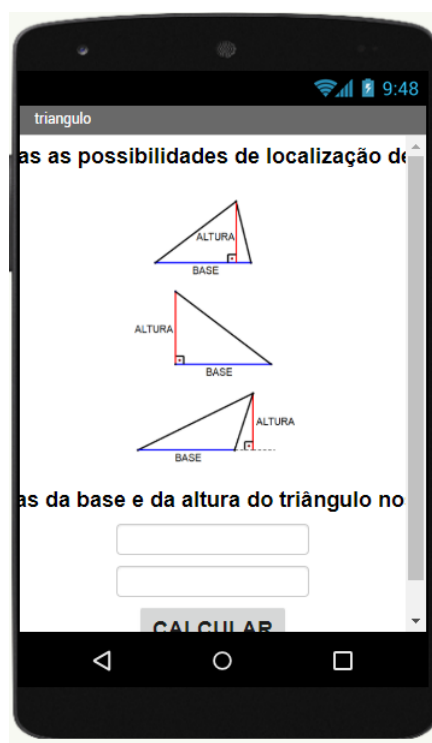 9:48
triangulo
as as possibilidades de localização de
ALTURA
BASE
ALTURA
BASE
ALTURA
BASE
as da base e da altura do triângulo no
CALCULAR